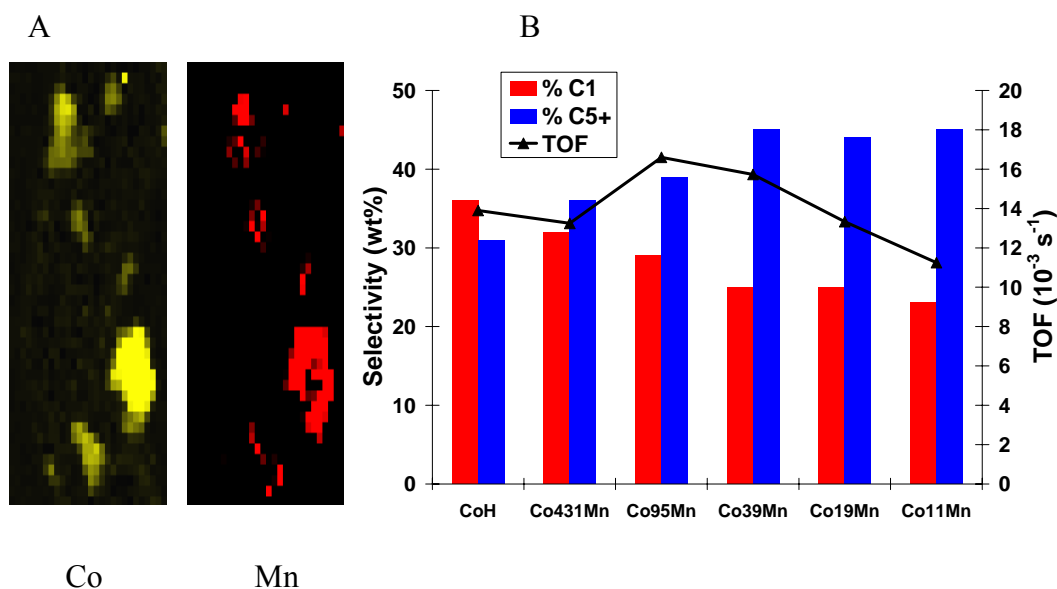 A
B
Co
Mn
% C1
% C5+
TOF
50
40
30
20
10
0
Selectivity (wt%)
20
18
16
14
12
10
8
6
4
2
0
TOF (10⁻³ s⁻¹)
CoH Co431Mn Co95Mn Co39Mn Co19Mn Co11Mn